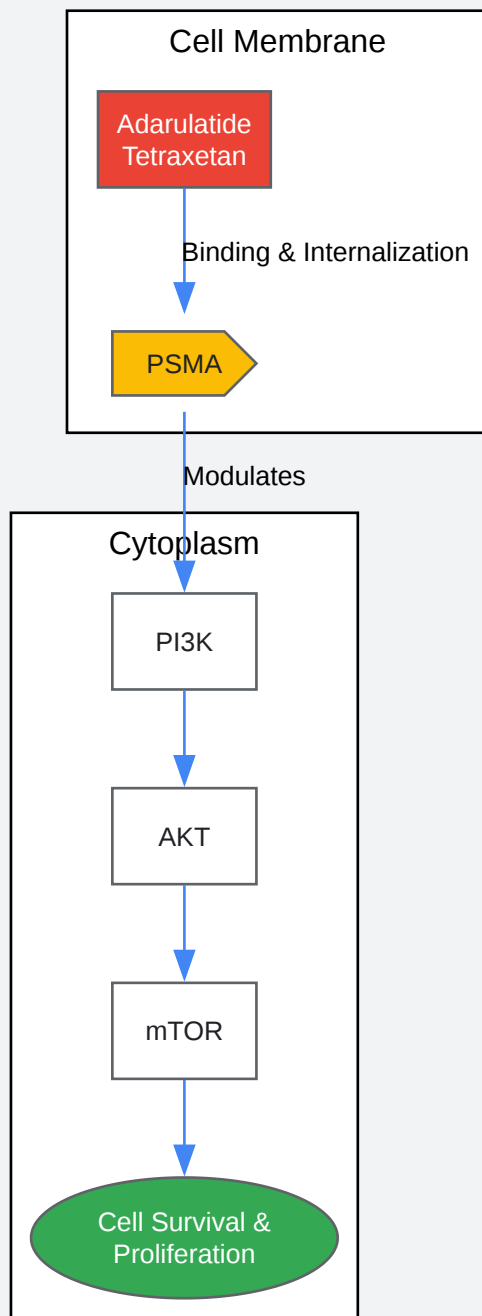 Cell Membrane
Adarulatide
Tetraxetan
Binding & Internalization
PSMA
Modulates
Cytoplasm
PI3K
AKT
mTOR
Cell Survival &
Proliferation